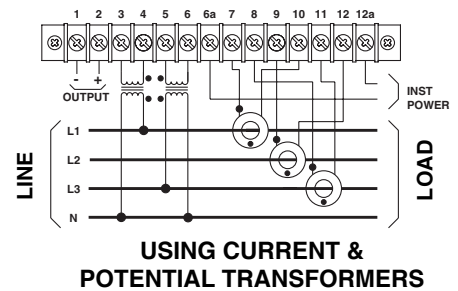 1 2 3 4 5 6 6a 7 8 9 10 11 12 12a
- +
OUTPUT
INST
POWER
L1
L2
L3
N
LINE
LOAD
USING CURRENT &
POTENTIAL TRANSFORMERS